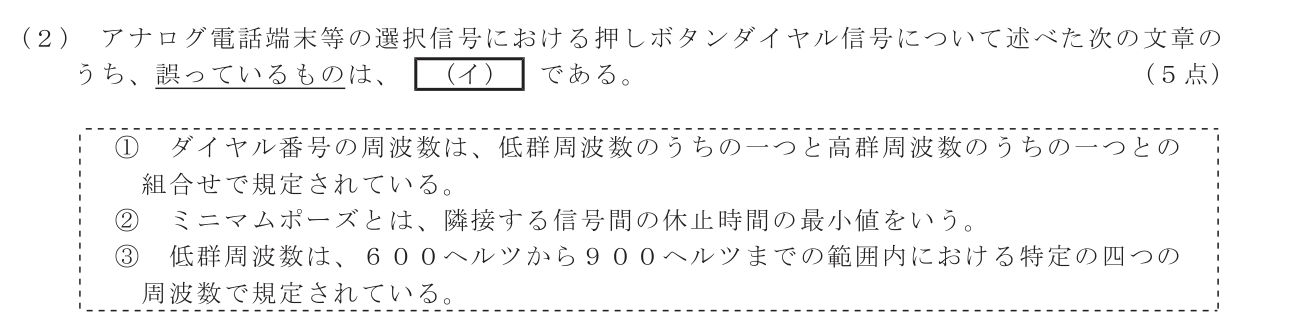 (２) アナログ電話端末等の選択信号における押しボタンダイヤル信号について述べた次の文章の
うち、誤っているものは、 (イ) である。 (５点)
① ダイヤル番号の周波数は、低群周波数のうちの一つと高群周波数のうちの一つとの
組合せで規定されている。
② ミニマムポーズとは、隣接する信号間の休止時間の最小値をいう。
③ 低群周波数は、６００ヘルツから９００ヘルツまでの範囲内における特定の四つの
周波数で規定されている。